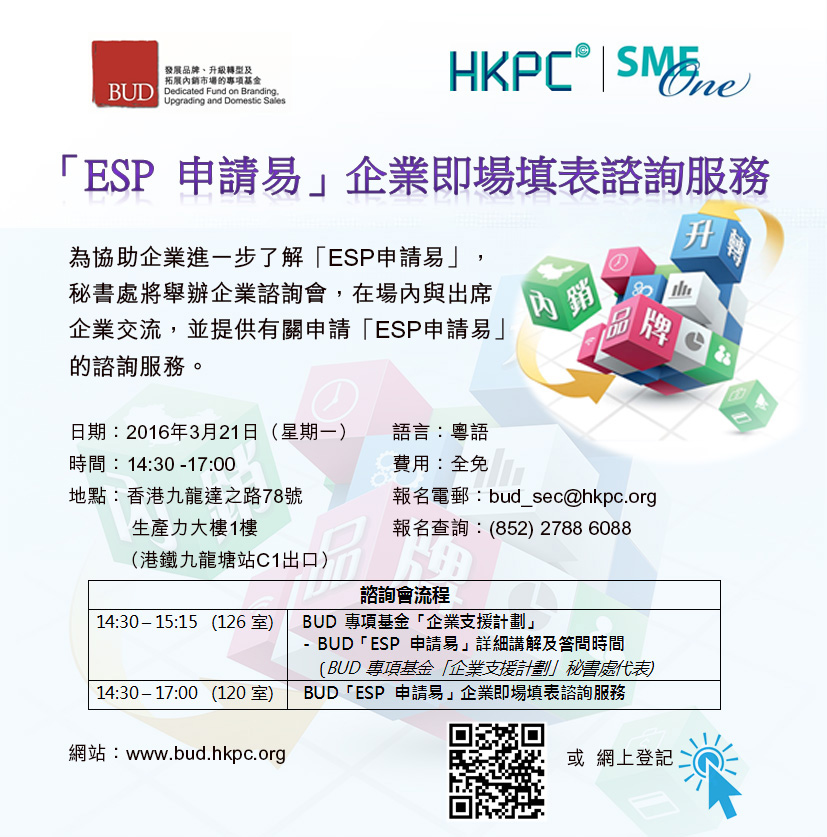 BUD
發展品牌、升級轉型及
拓展內銷市場的專項基金
Dedicated Fund on Branding,
Upgrading and Domestic Sales
HKPC
SME One
「ESP 申請易」企業即場填表諮詢服務
為協助企業進一步了解「ESP申請易」，
秘書處將舉辦企業諮詢會，在場內與出席
企業交流，並提供有關申請「ESP申請易」
的諮詢服務。
升 轉
內 銷
品 牌
日期：2016年3月21日（星期一）
時間：14:30 -17:00
地點：香港九龍達之路78號
生產力大樓1樓
（港鐵九龍塘站C1出口）
語言：粵語
費用：全免
報名電郵：bud_sec@hkpc.org
報名查詢：(852) 2788 6088
諮詢會流程
14:30 – 15:15 (126 室)
BUD 專項基金「企業支援計劃」
- BUD「ESP 申請易」詳細講解及答問時間
(BUD 專項基金「企業支援計劃」秘書處代表)
14:30 – 17:00 (120 室)
BUD「ESP 申請易」企業即場填表諮詢服務
網站：www.bud.hkpc.org
或 網上登記